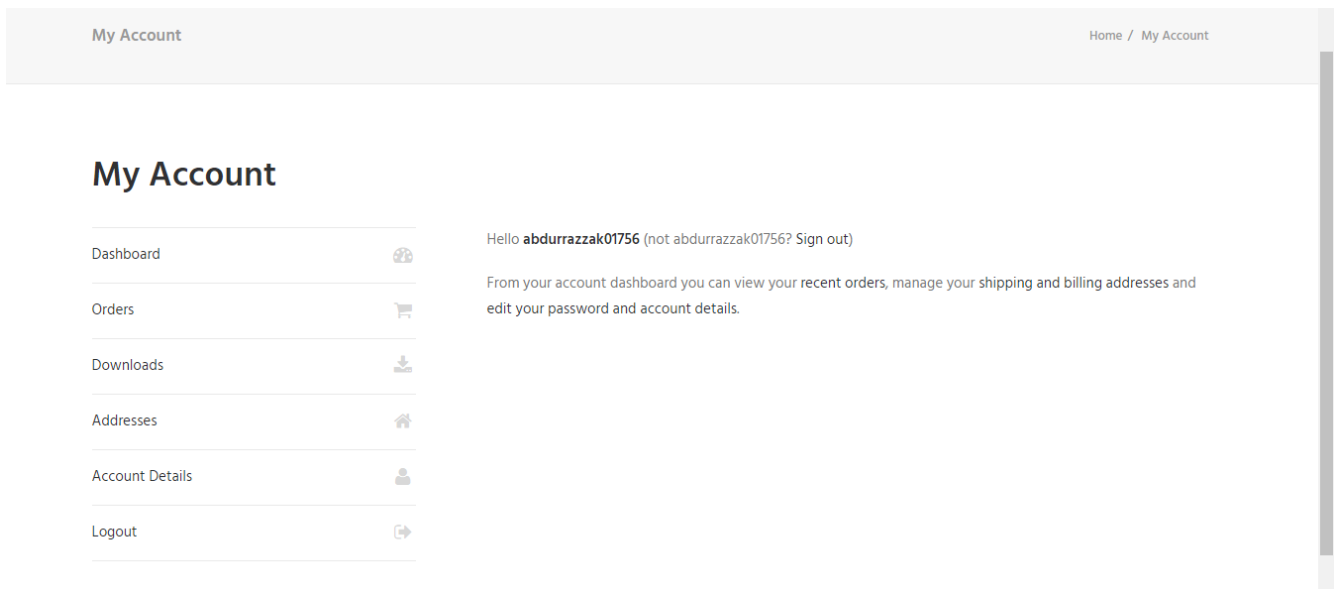 My Account
Home / My Account
My Account
Dashboard
Orders
Downloads
Addresses
Account Details
Logout
Hello abdurrazzak01756 (not abdurrazzak01756? Sign out)
From your account dashboard you can view your recent orders, manage your shipping and billing addresses and
edit your password and account details.